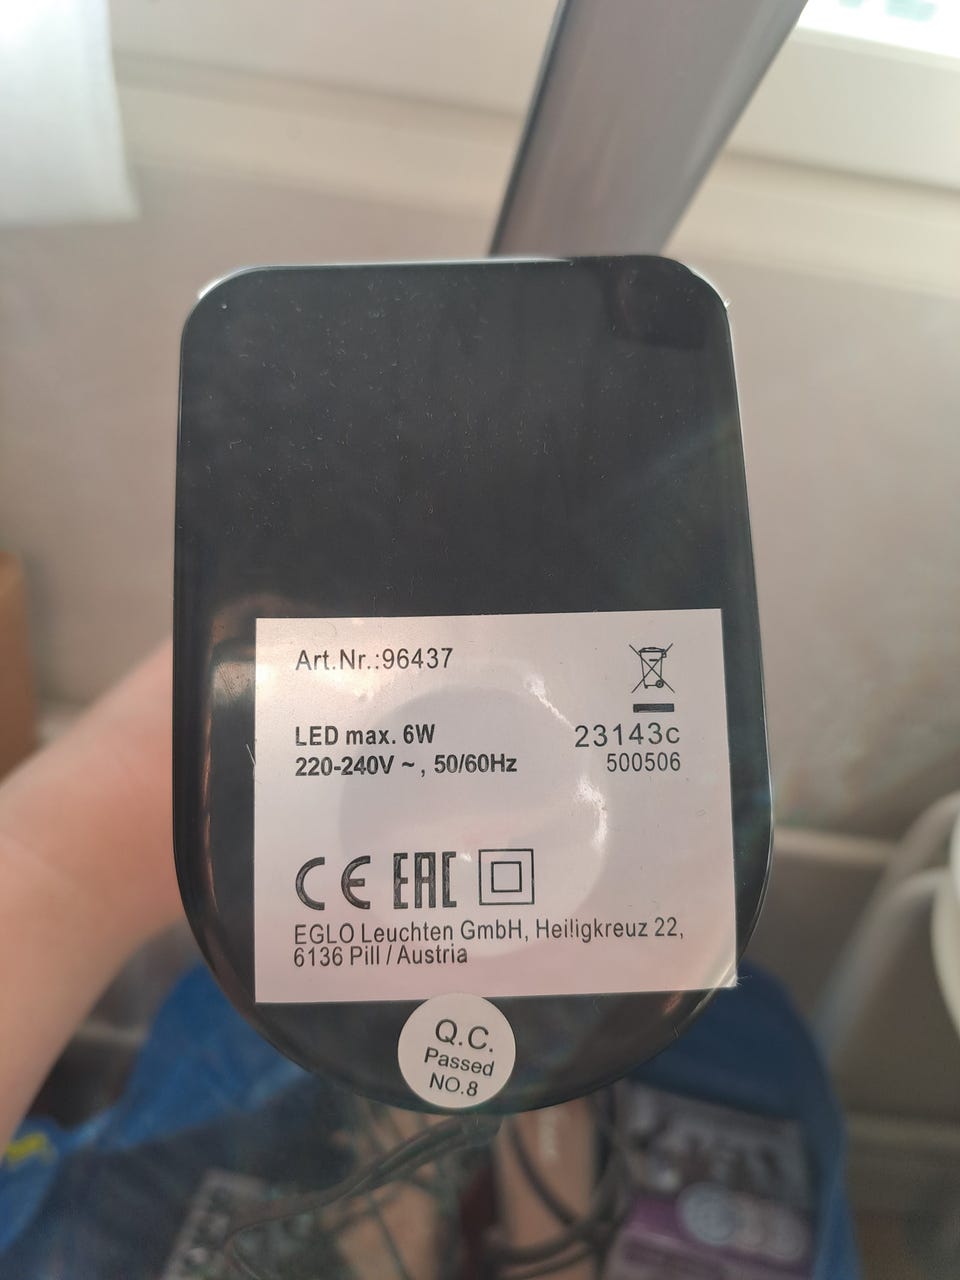 Art.Nr.:96437
LED max. 6W
220-240V ~ , 50/60Hz
23143c
500506
CE EAC
EGLO Leuchten GmbH, Heiligkreuz 22,
6136 Pill / Austria
Q.C.
Passed
NO.8